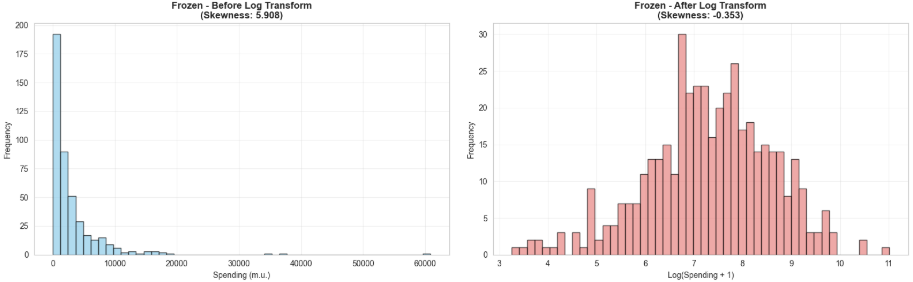 Frozen - Before Log Transform
(Skewness: 5.908)
200
175
150
125
100
75
50
25
0
Frequency
0 10000 20000 30000 40000 50000 60000
Spending (m.u.)
Frozen - After Log Transform
(Skewness: -0.353)
30
25
20
15
10
5
0
Frequency
3 4 5 6 7 8 9 10 11
Log(Spending + 1)